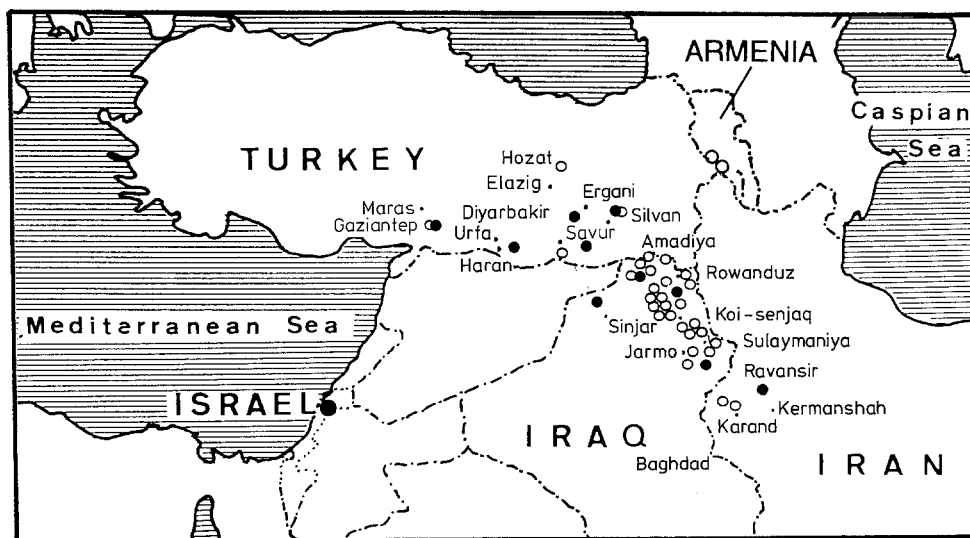 ARMENIA
Caspian
Sea
TURKEY
Hozat
Elazig
Ergani
Maras
Diyarbakir
Silvan
Gaziantep
Urfa
Savur
Amadiya
Haran
Rowanduz
Mediterranean Sea
Sinjar
Koi-senjaq
Sulaymaniya
Jarmo
Ravansir
ISRAEL
Kermanshah
Karand
IRAQ
Baghdad
IRAN